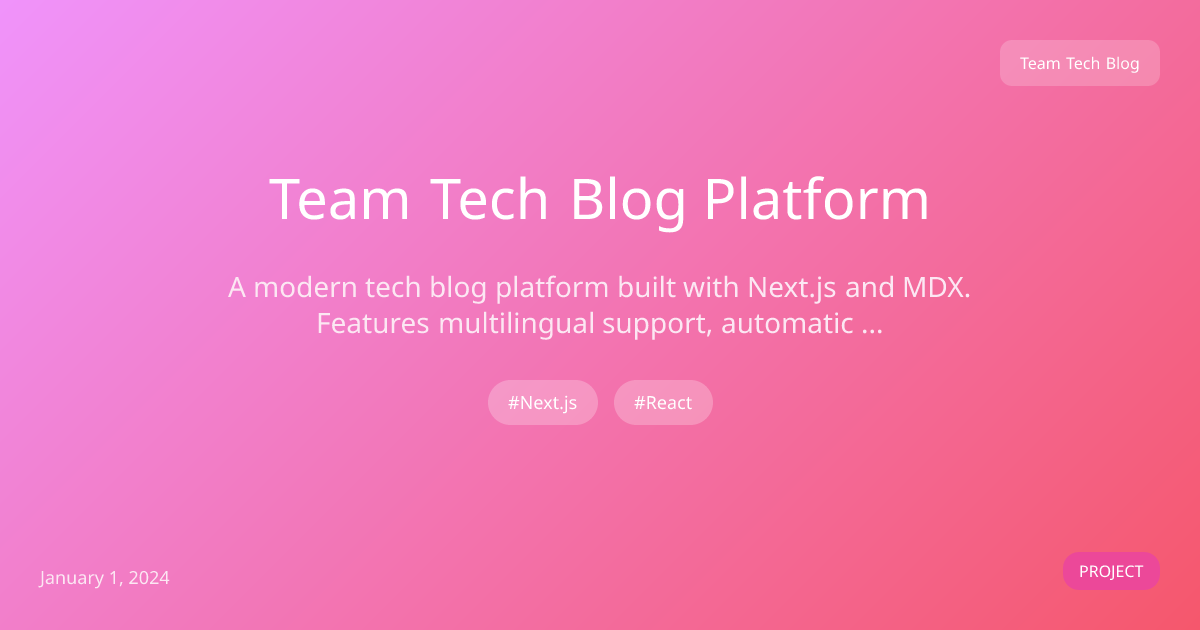 Team Tech Blog
Team Tech Blog Platform
A modern tech blog platform built with Next.js and MDX.
Features multilingual support, automatic ...
#Next.js #React
January 1, 2024
PROJECT